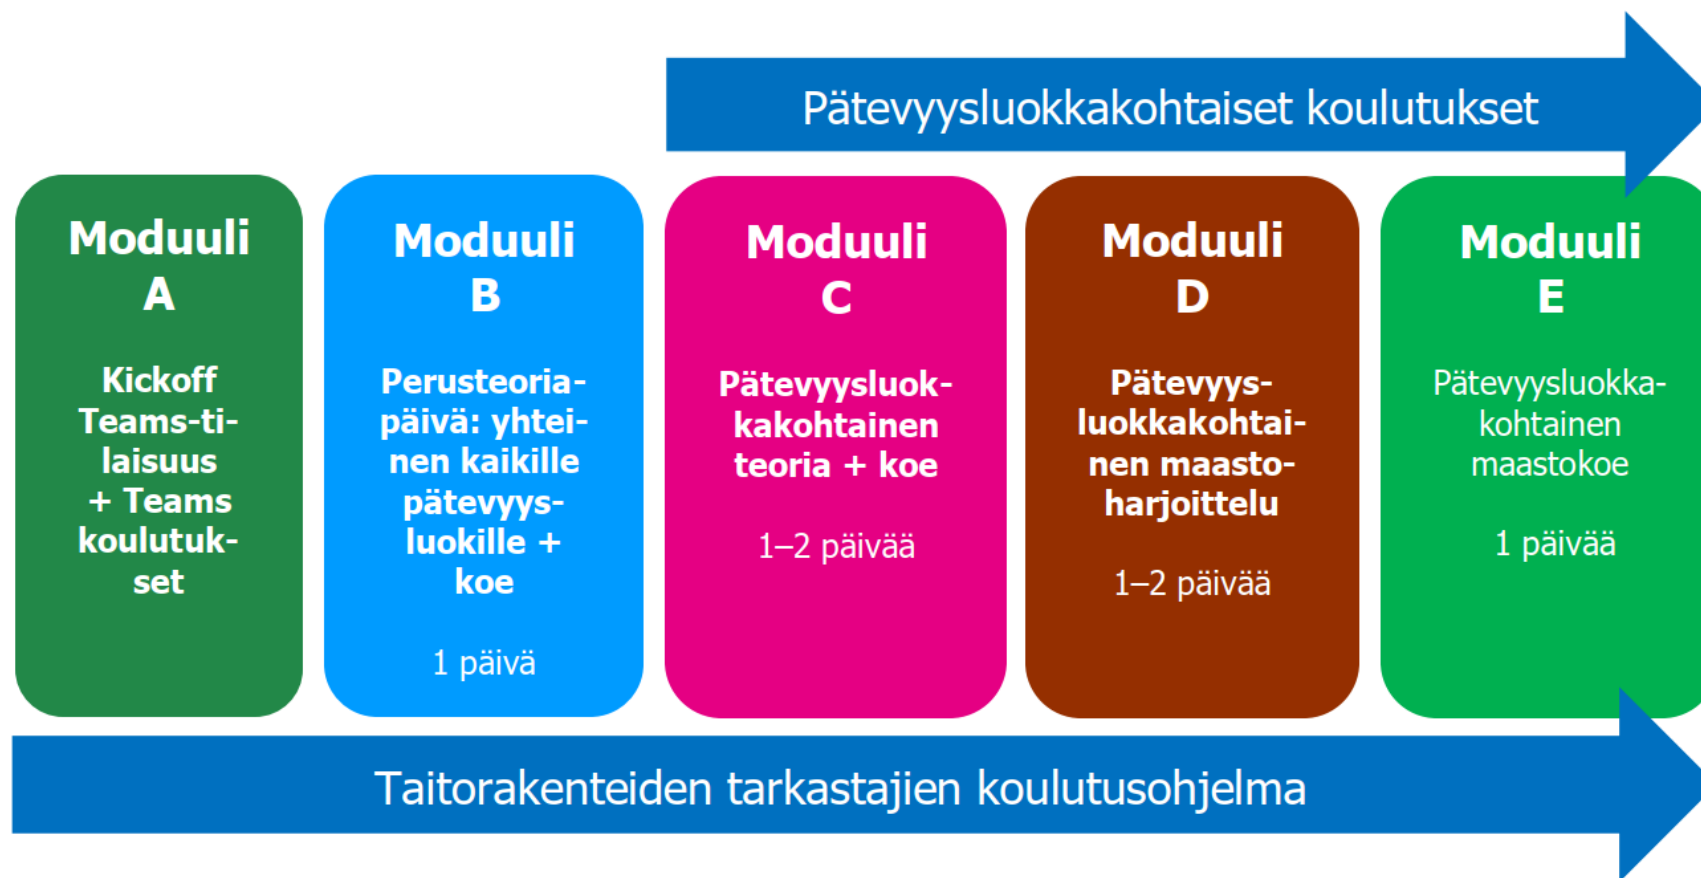 Pätevyysluokkakohtaiset koulutukset
Moduuli
A
Kickoff
Teams-ti-
laisuus
+ Teams
koulutuk-
set
Moduuli
B
Perusteoria-
päivä: yhtei-
nen kaikille
pätevyys-
luokille +
koe
1 päivä
Moduuli
C
Pätevyysluok-
kakohtainen
teoria + koe
1–2 päivää
Moduuli
D
Pätevyys-
luokkakohtai-
nen maasto-
harjoittelu
1–2 päivää
Moduuli
E
Pätevyysluokka-
kohtainen
maastokoe
1 päivää
Taitorakenteiden tarkastajien koulutusohjelma